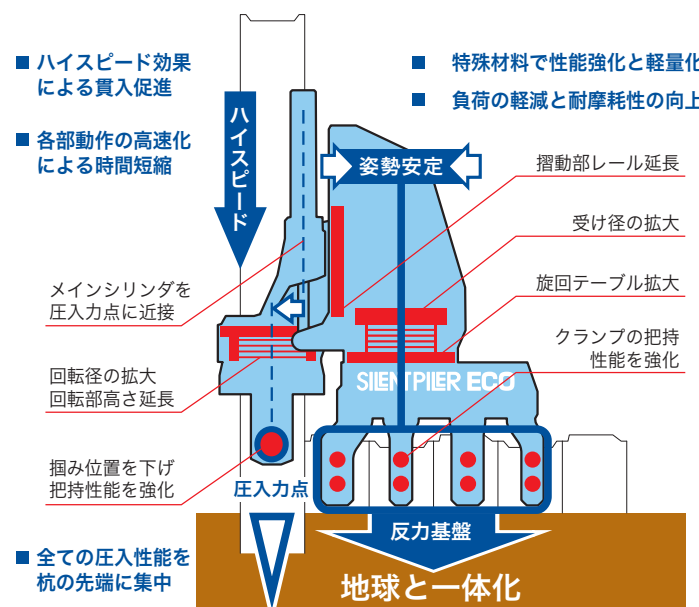 ■ ハイスピード効果
による貫入促進
■ 各部動作の高速化
による時間短縮
■ 特殊材料で性能強化と軽量化
■ 負荷の軽減と耐摩耗性の向上
ハイスピード
姿勢安定
摺動部レール延長
受け径の拡大
旋回テーブル拡大
クランプの把持
性能を強化
メインシリンダを
圧入力点に近接
回転径の拡大
回転部高さ延長
掴み位置を下げ
把持性能を強化
SILENT PILER ECO
圧入力点
反力基盤
■ 全ての圧入性能を
杭の先端に集中
地球と一体化